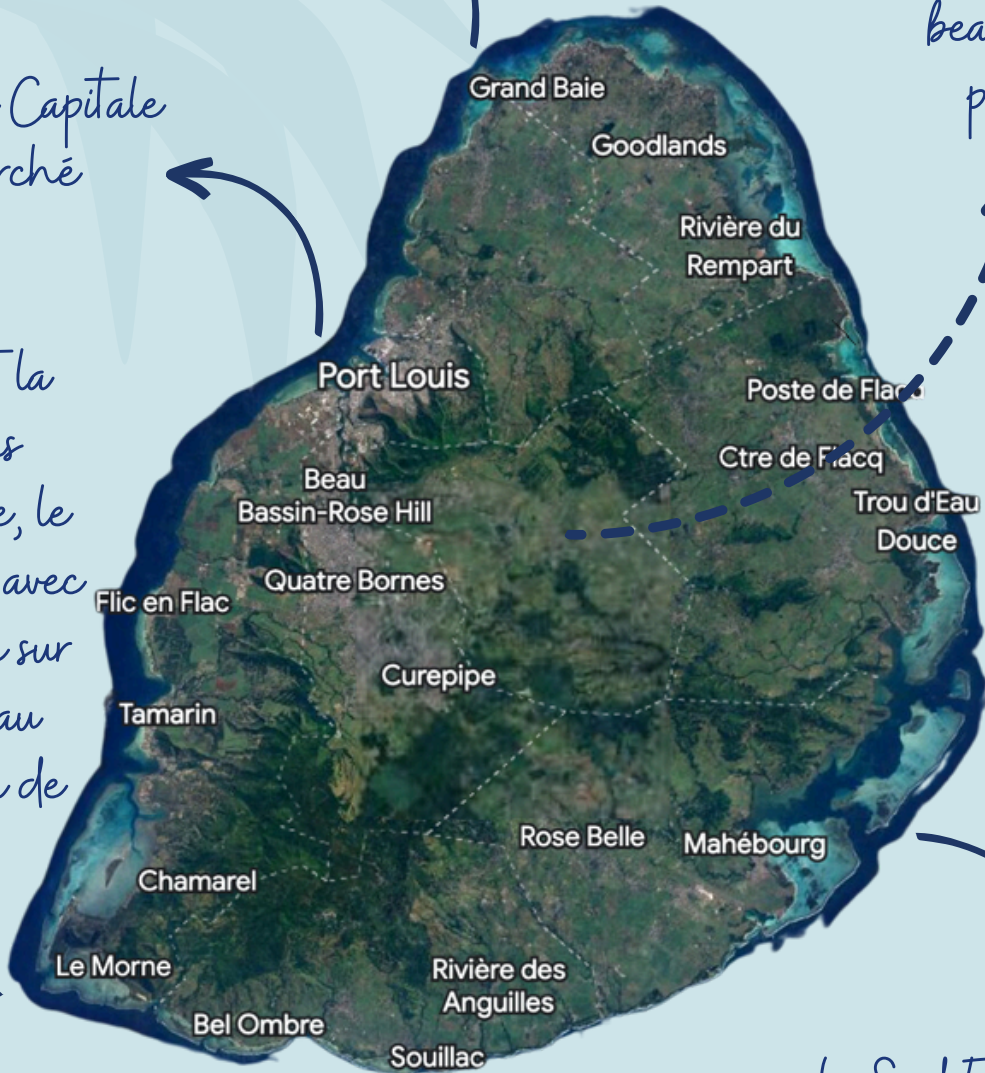 bea
Capitale
p
rché
la
s
e, le
avec
sur
au
de
Grand Baie
Goodlands
Rivière du
Rempart
Port Louis
Poste de Flacq
Ctre de Flacq
Beau
Bassin-Rose Hill
Trou d'Eau
Douce
Quatre Bornes
Flic en Flac
Curepipe
Tamarin
Rose Belle
Mahébourg
Chamarel
Le Morne
Rivière des
Anguilles
Bel Ombre
Souillac